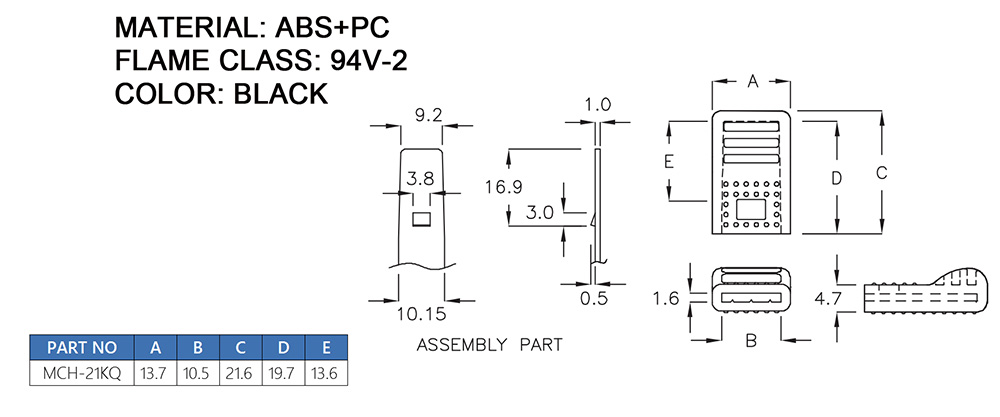 MATERIAL: ABS+PC
FLAME CLASS: 94V-2
COLOR: BLACK
9.2
3.8
10.15
1.0
16.9
3.0
0.5
ASSEMBLY PART
A
E
D
C
1.6
B
4.7
PART NO A B C D E
MCH-21KQ 13.7 10.5 21.6 19.7 13.6